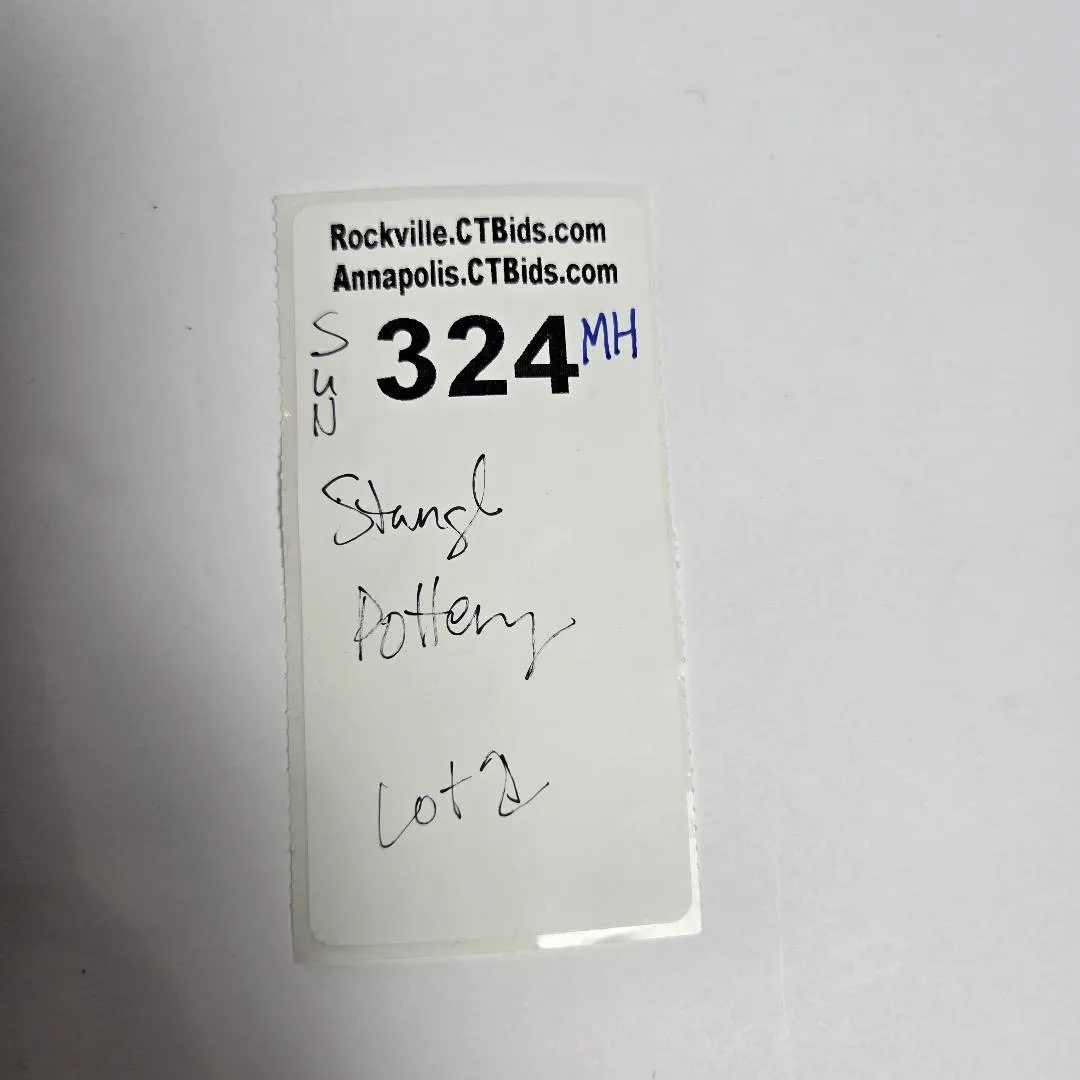 Rockville.CTBids.com
Annapolis.CTBids.com
SUN
324 MH
Stangl
Pottery
Lot 2